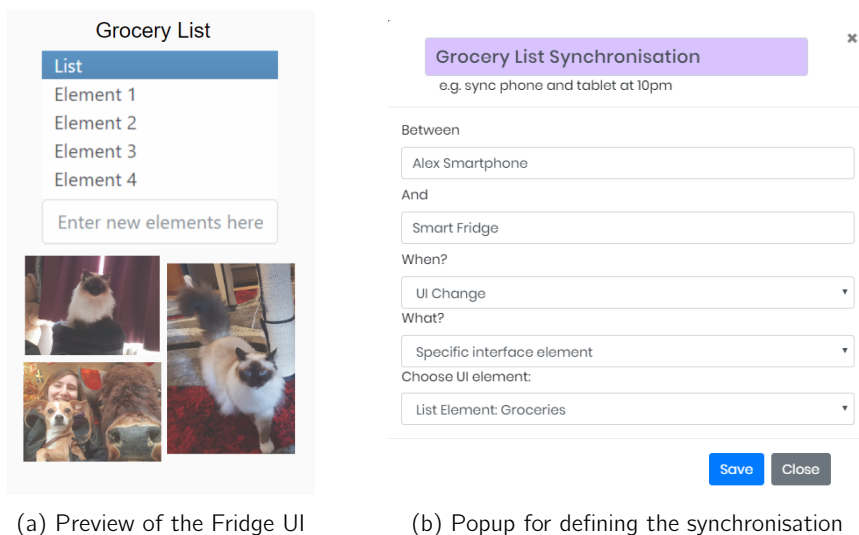 Grocery List
List
Element 1
Element 2
Element 3
Element 4
Enter new elements here
(a) Preview of the Fridge UI
×
Grocery List Synchronisation
e.g. sync phone and tablet at 10pm
Between
Alex Smartphone
And
Smart Fridge
When?
UI Change
What?
Specific interface element
Choose UI element:
List Element: Groceries
Save Close
(b) Popup for defining the synchronisation